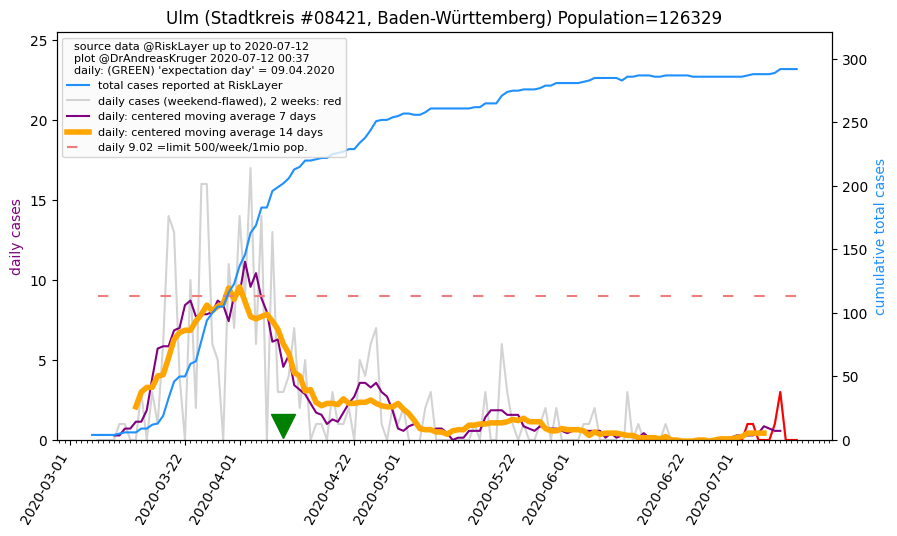 Ulm (Stadtkreis #08421, Baden-Württemberg) Population=126329
source data @RiskLayer up to 2020-07-12
plot @DrAndreasKruger 2020-07-12 00:37
daily: (GREEN) 'expectation day' = 09.04.2020
total cases reported at RiskLayer
daily cases (weekend-flawed), 2 weeks: red
daily: centered moving average 7 days
daily: centered moving average 14 days
daily 9.02 =limit 500/week/1mio pop.
daily cases
25
20
15
10
5
0
cumulative total cases
300
250
200
150
100
50
0
2020-03-01
2020-03-22
2020-04-01
2020-04-22
2020-05-01
2020-05-22
2020-06-01
2020-06-22
2020-07-01